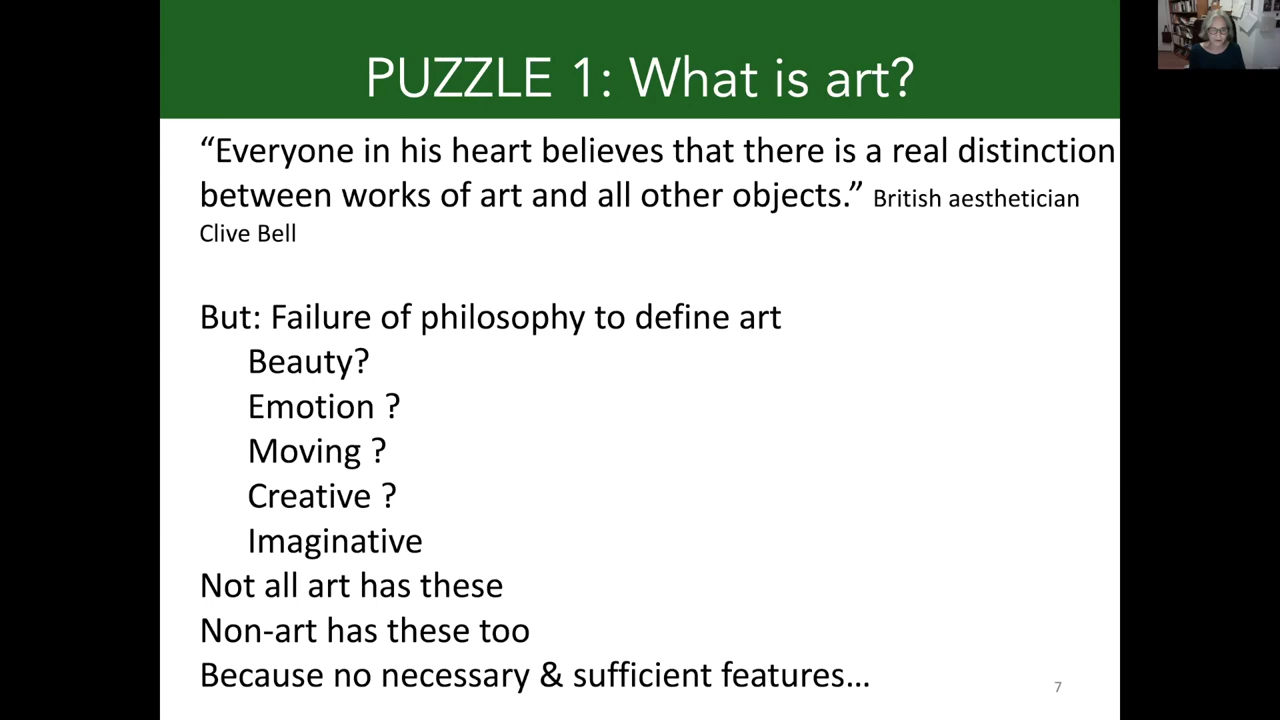 PUZZLE 1: What is art?
“Everyone in his heart believes that there is a real distinction
between works of art and all other objects.” British aesthetician
Clive Bell
But: Failure of philosophy to define art
Beauty?
Emotion ?
Moving ?
Creative ?
Imaginative
Not all art has these
Non-art has these too
Because no necessary & sufficient features…
7